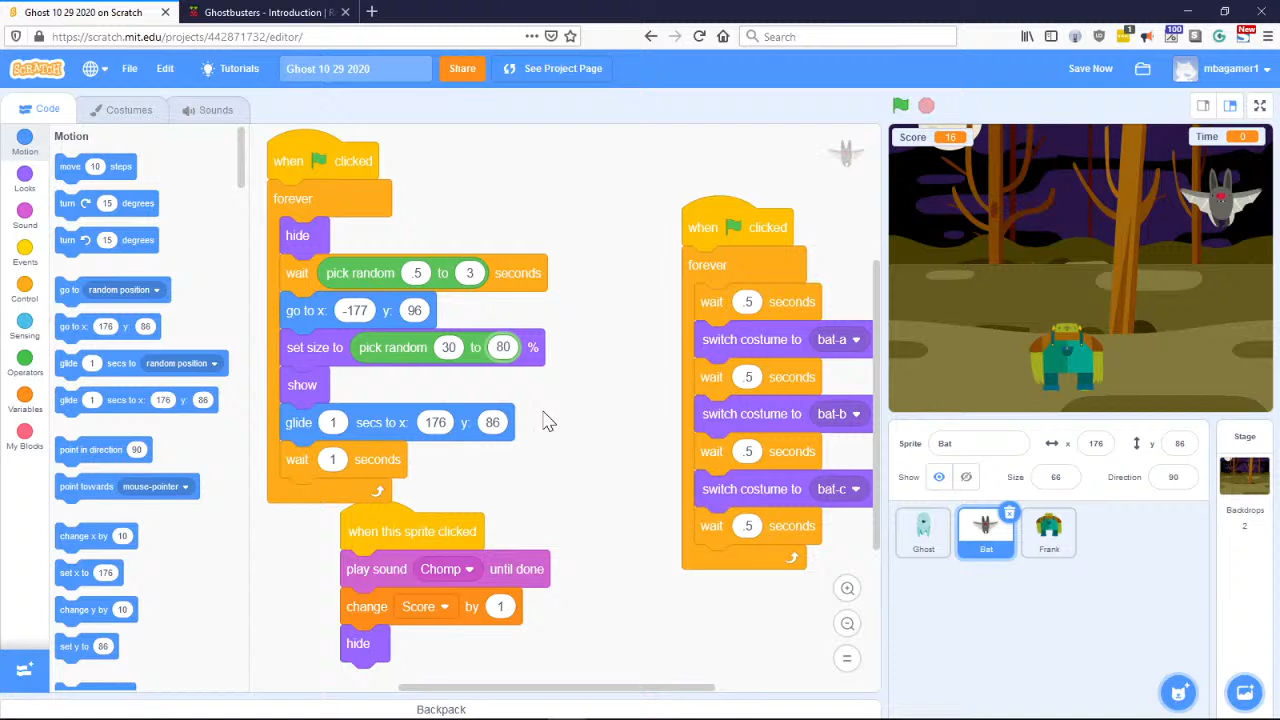 Ghost 10 29 2020 on Scratch
Ghostbusters - Introduction | R
https://scratch.mit.edu/projects/442871732/editor/
Search
1
100
New
SCRATCH
File
Edit
Tutorials
Ghost 10 29 2020
Share
See Project Page
Save Now
mbagamer1
Code
Costumes
Sounds
Motion
Looks
Sound
Events
Control
Sensing
Operators
Variables
My Blocks
Motion
move 10 steps
turn 15 degrees
turn 15 degrees
go to random position
go to x: 176 y: 86
glide 1 secs to random position
glide 1 secs to x: 176 y: 86
point in direction 90
point towards mouse-pointer
change x by 10
set x to 176
change y by 10
set y to 86
when clicked
forever
hide
wait pick random .5 to 3 seconds
go to x: -177 y: 96
set size to pick random 30 to 80 %
show
glide 1 secs to x: 176 y: 86
wait 1 seconds
when this sprite clicked
play sound Chomp until done
change Score by 1
hide
when clicked
forever
wait .5 seconds
switch costume to bat-a
wait .5 seconds
switch costume to bat-b
wait .5 seconds
switch costume to bat-c
wait .5 seconds
Score 16
Time 0
Sprite Bat x 176 y 86
Show Size 66 Direction 90
Ghost
Bat
Frank
Stage
Backdrops
2
Backpack